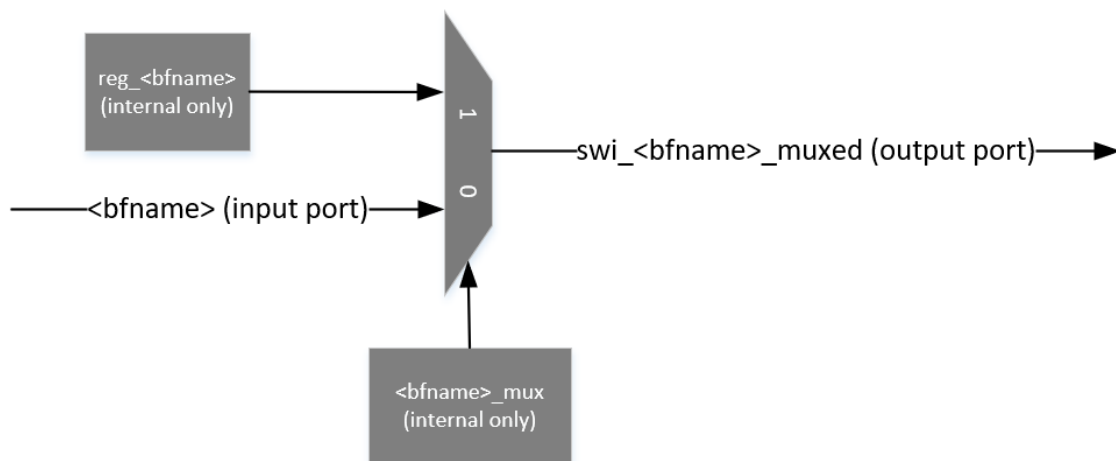 reg_<bfname>
(internal only)
1
swi_<bfname>_muxed (output port)
0
<bfname> (input port)
<bfname>_mux
(internal only)